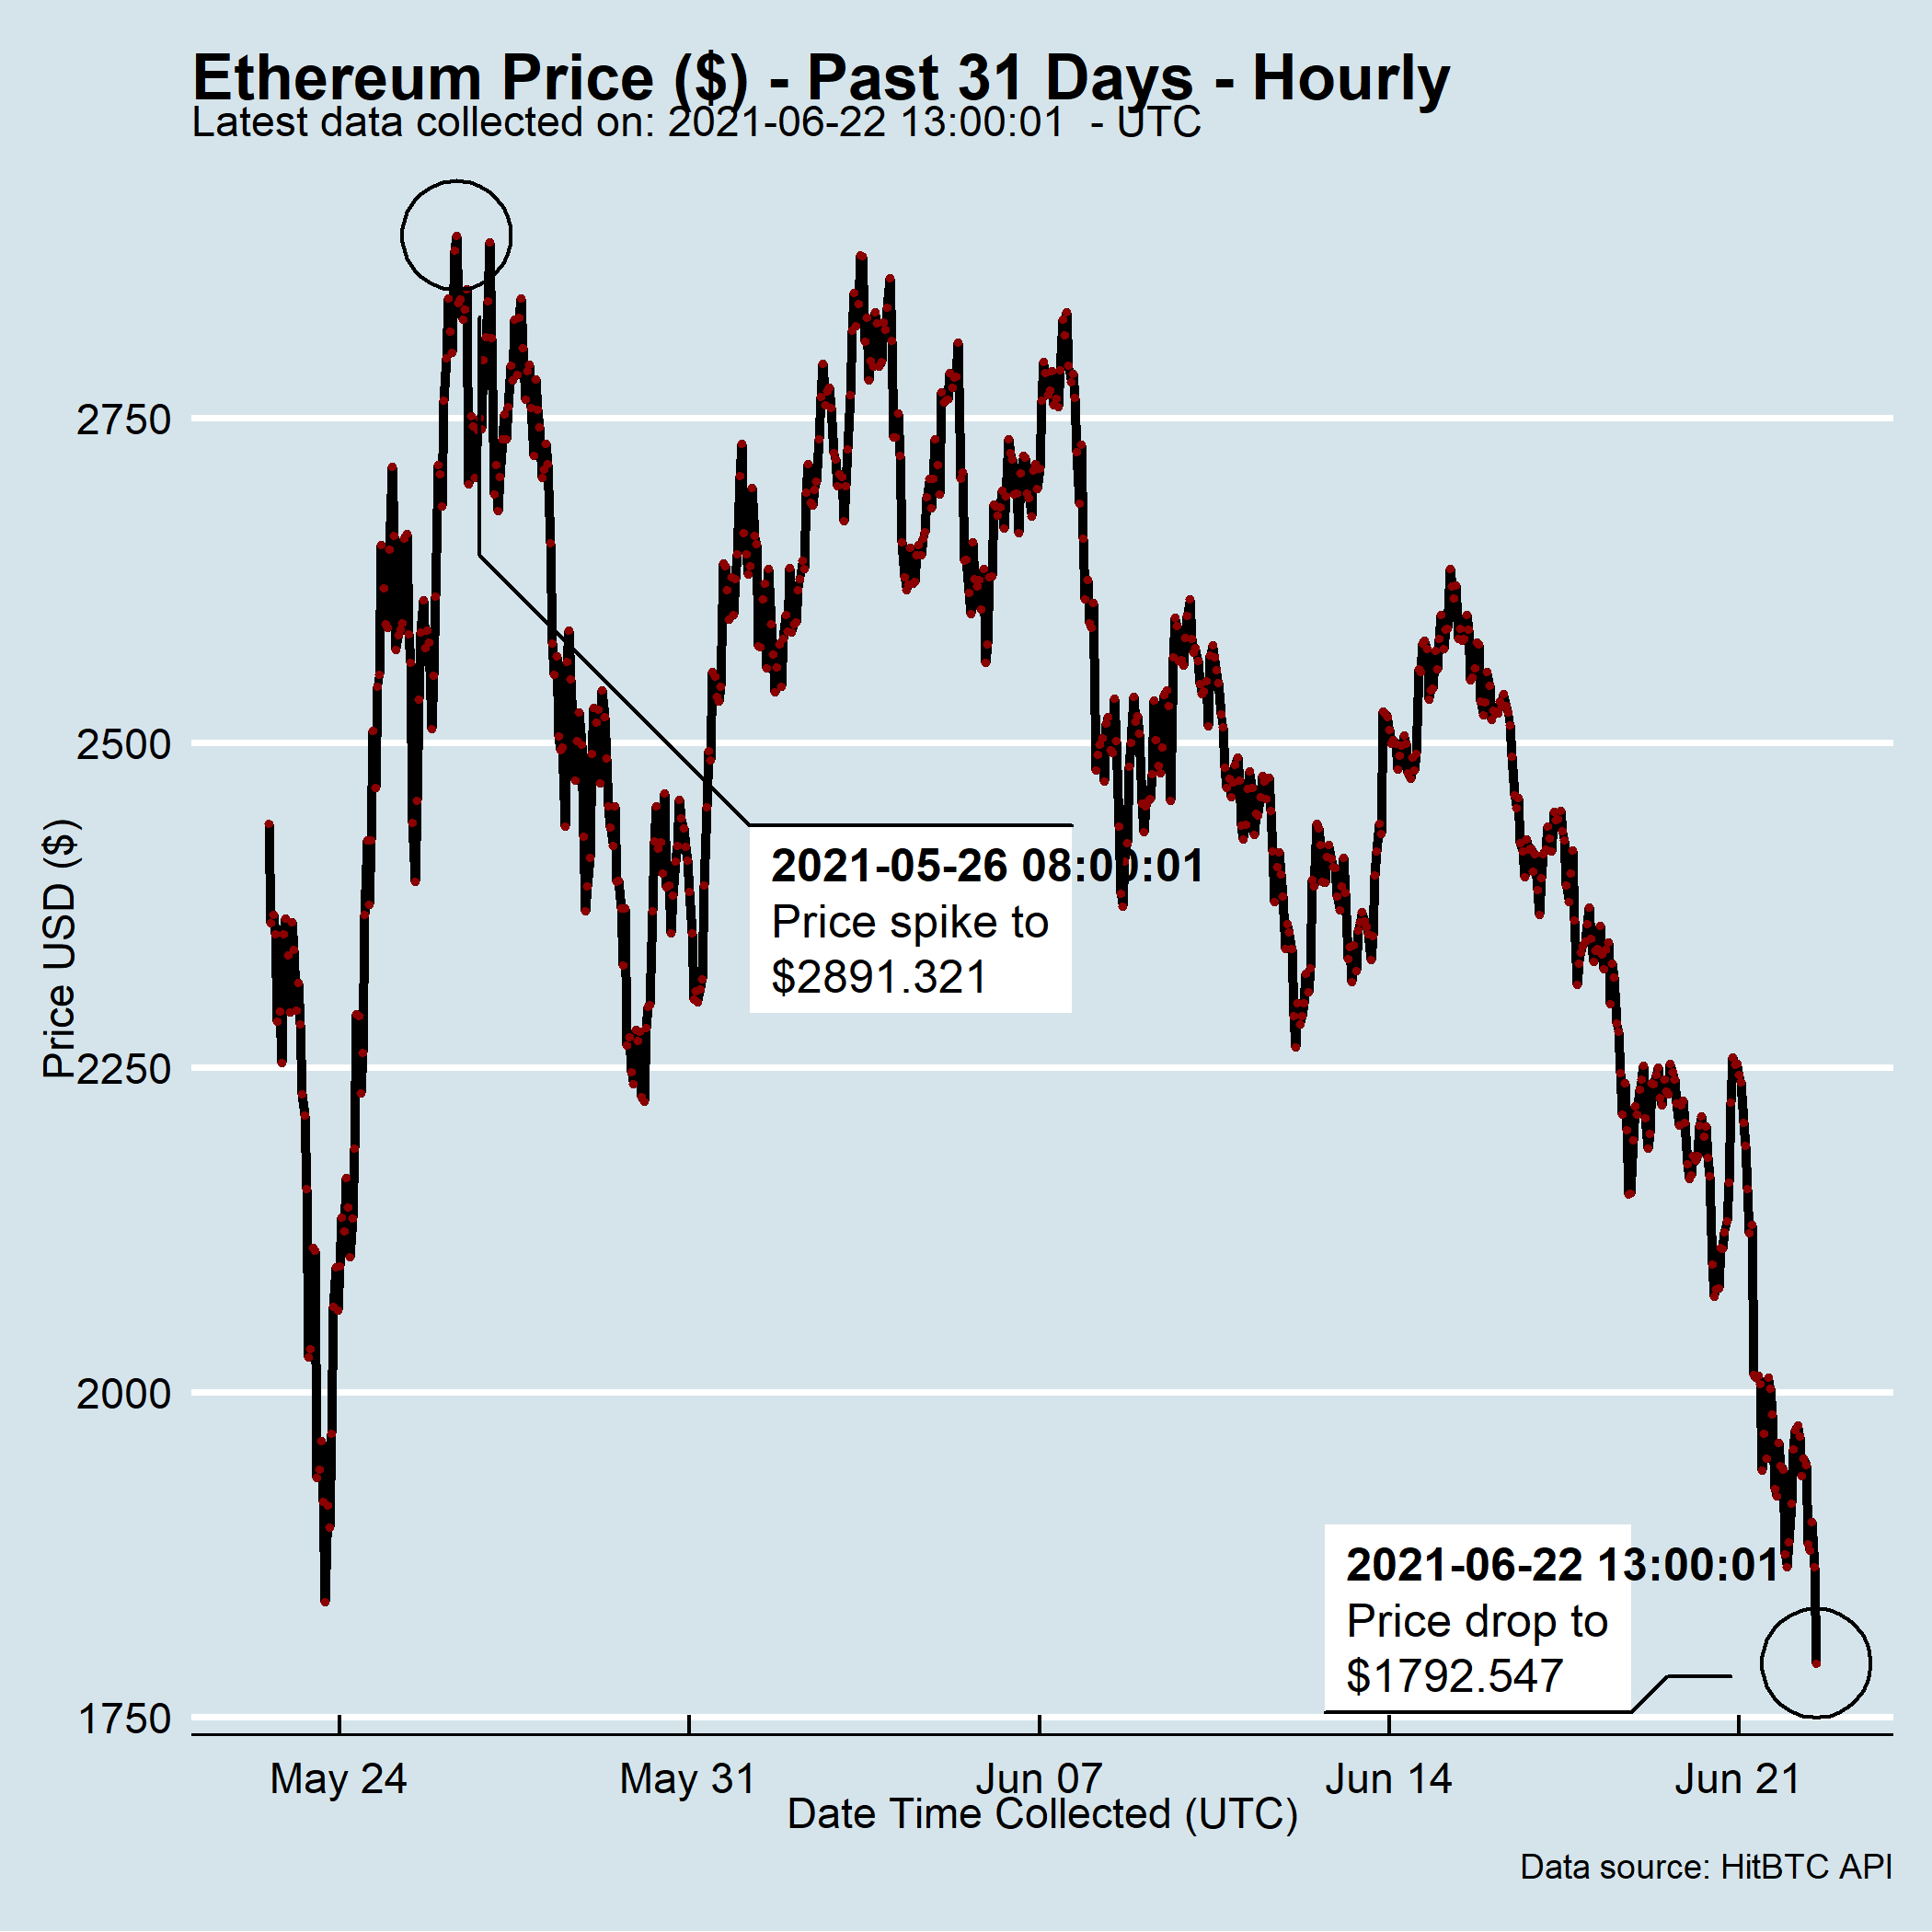 Ethereum Price ($) - Past 31 Days - Hourly
Latest data collected on: 2021-06-22 13:00:01  - UTC
Price USD ($)
2750
2500
2250
2000
1750
2021-05-26 08:00:01
Price spike to
$2891.321
2021-06-22 13:00:01
Price drop to
$1792.547
May 24
May 31
Jun 07
Jun 14
Jun 21
Date Time Collected (UTC)
Data source: HitBTC API